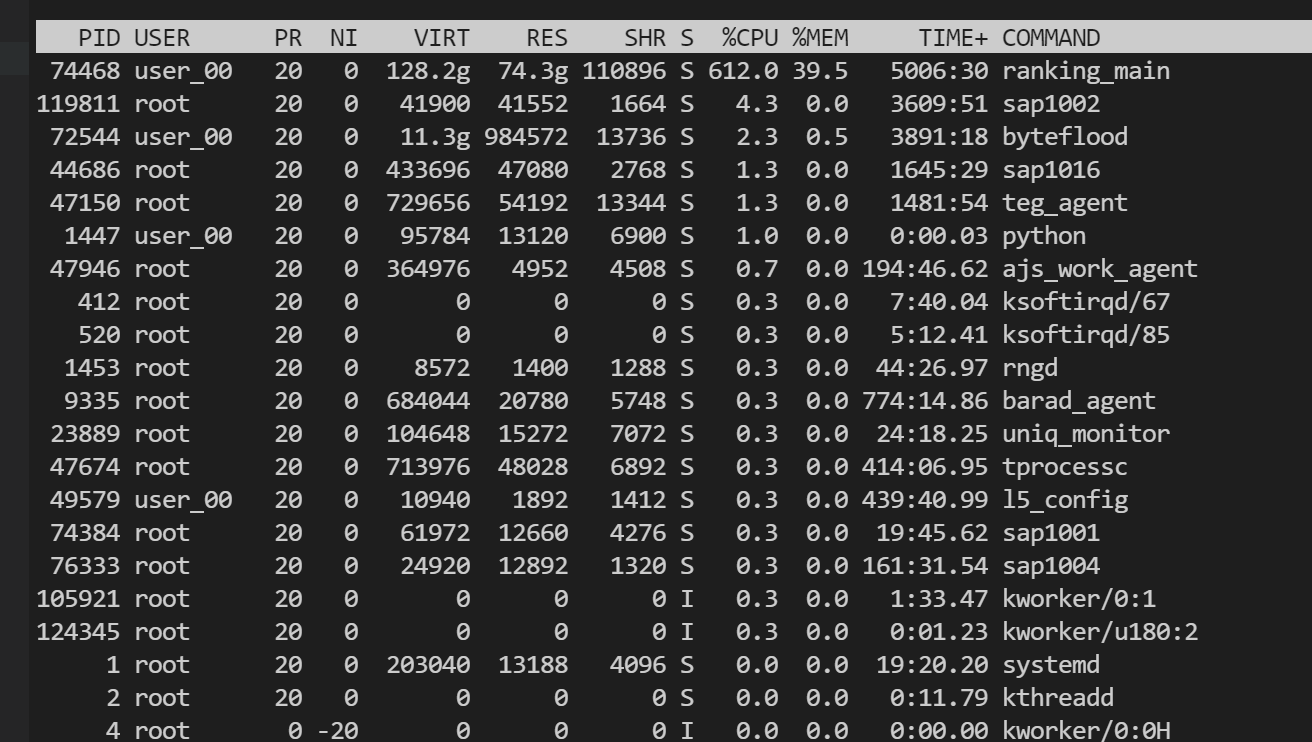 PID USER PR NI VIRT RES SHR S %CPU %MEM TIME+ COMMAND
74468 user_00 20 0 128.2g 74.3g 110896 S 612.0 39.5 5006:30 ranking_main
119811 root 20 0 41900 41552 1664 S 4.3 0.0 3609:51 sap1002
72544 user_00 20 0 11.3g 984572 13736 S 2.3 0.5 3891:18 byteflood
44686 root 20 0 433696 47080 2768 S 1.3 0.0 1645:29 sap1016
47150 root 20 0 729656 54192 13344 S 1.3 0.0 1481:54 teg_agent
1447 user_00 20 0 95784 13120 6900 S 1.0 0.0 0:00.03 python
47946 root 20 0 364976 4952 4508 S 0.7 0.0 194:46.62 ajs_work_agent
412 root 20 0 0 0 0 S 0.3 0.0 7:40.04 ksoftirqd/67
520 root 20 0 0 0 0 S 0.3 0.0 5:12.41 ksoftirqd/85
1453 root 20 0 8572 1400 1288 S 0.3 0.0 44:26.97 rngd
9335 root 20 0 684044 20780 5748 S 0.3 0.0 774:14.86 barad_agent
23889 root 20 0 104648 15272 7072 S 0.3 0.0 24:18.25 uniq_monitor
47674 root 20 0 713976 48028 6892 S 0.3 0.0 414:06.95 tprocessc
49579 user_00 20 0 10940 1892 1412 S 0.3 0.0 439:40.99 l5_config
74384 root 20 0 61972 12660 4276 S 0.3 0.0 19:45.62 sap1001
76333 root 20 0 24920 12892 1320 S 0.3 0.0 161:31.54 sap1004
105921 root 20 0 0 0 0 I 0.3 0.0 1:33.47 kworker/0:1
124345 root 20 0 0 0 0 I 0.3 0.0 0:01.23 kworker/u180:2
1 root 20 0 203040 13188 4096 S 0.0 0.0 19:20.20 systemd
2 root 20 0 0 0 0 S 0.0 0.0 0:11.79 kthreadd
4 root 0 -20 0 0 0 I 0.0 0.0 0:00.00 kworker/0:0H